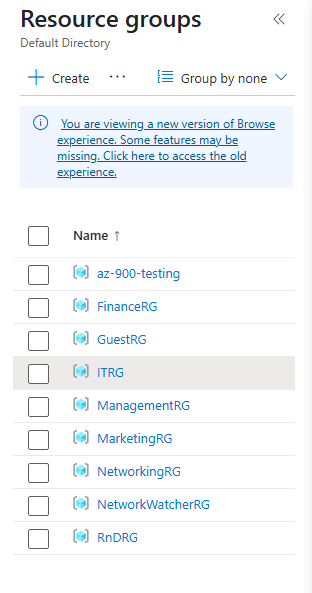 Resource groups
Default Directory
Create
Group by none
You are viewing a new version of Browse
experience. Some features may be
missing. Click here to access the old
experience.
Name ↑
az-900-testing
FinanceRG
GuestRG
ITRG
ManagementRG
MarketingRG
NetworkingRG
NetworkWatcherRG
RnDRG